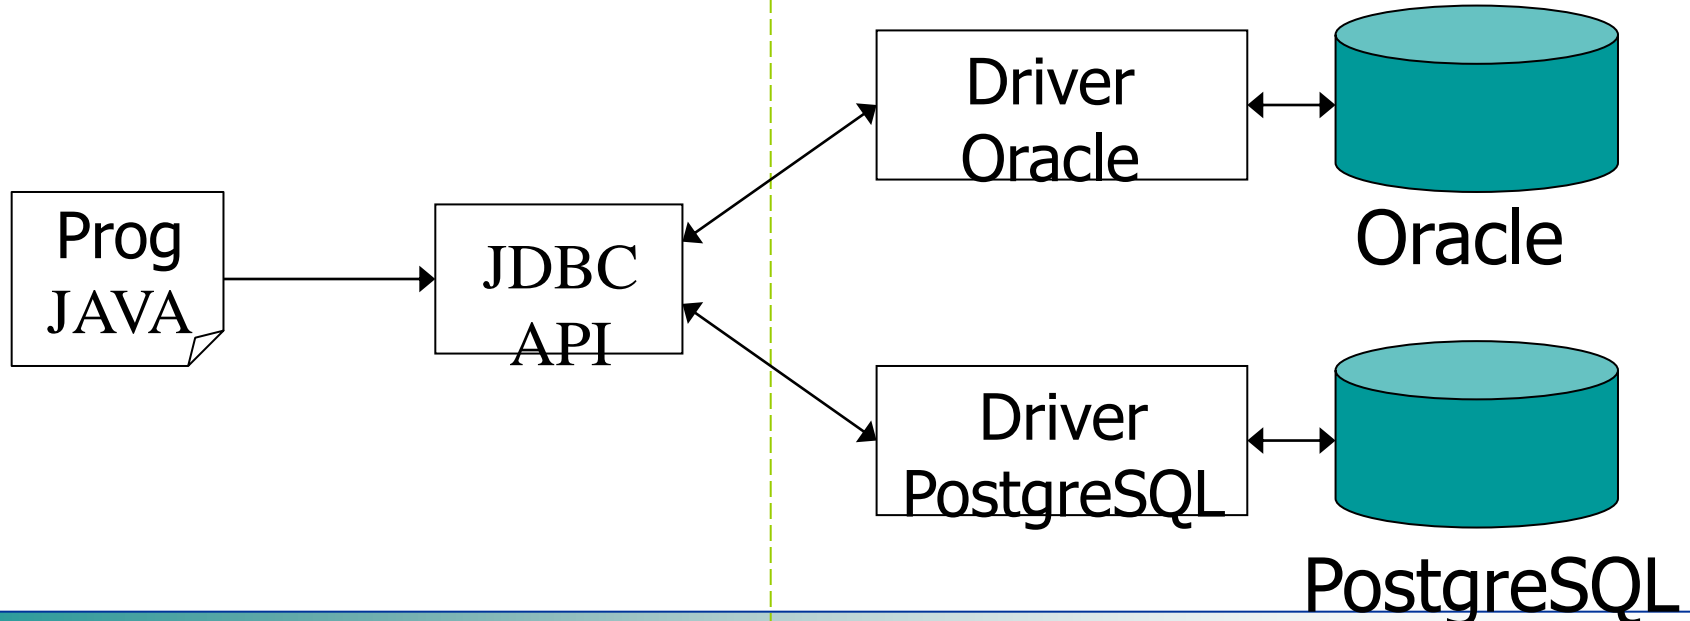 Prog
JAVA
JDBC
API
Driver
Oracle
Oracle
Driver
PostgreSQL
PostgreSQL